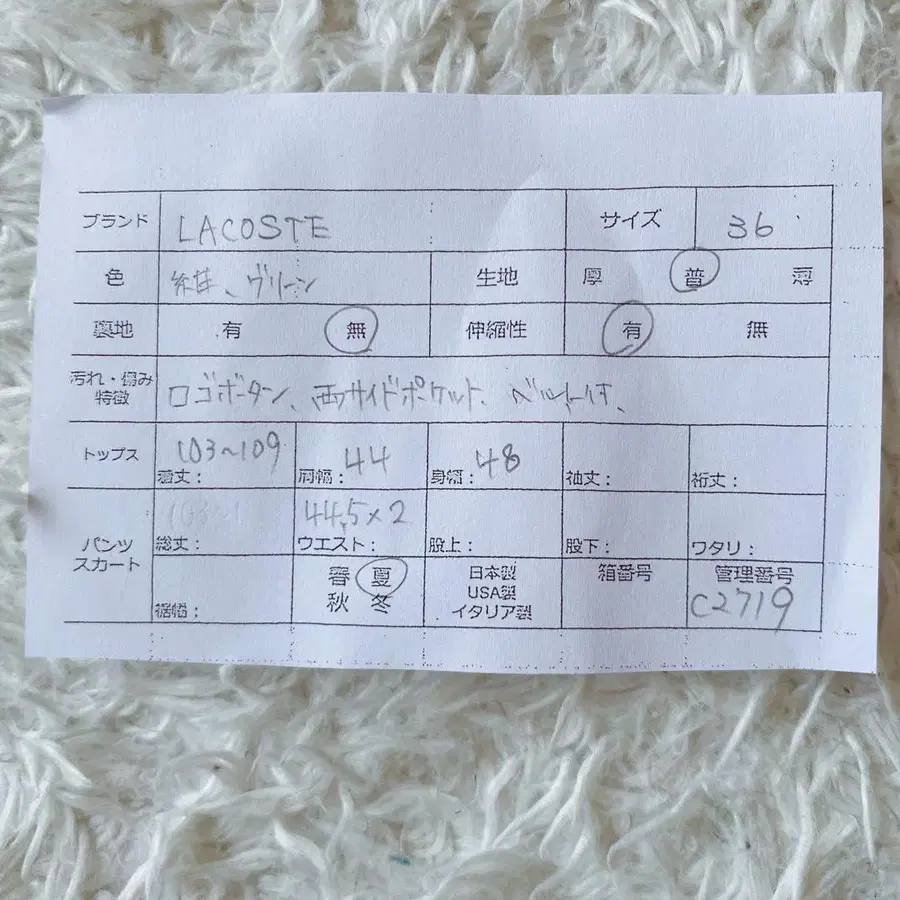 ブランド LACOSTE サイズ 36
色 紺、グリーン 生地 厚 普 薄
裏地 有 無 伸縮性 有 無
汚れ・傷み
特徴
ロゴボタン、両サイドポケット、ベルト付、
トップス 103~109 44 48
着丈: 肩幅: 身幅: 袖丈: 裄丈:
パンツ
スカート
44.5×2
総丈: ウエスト: 股上: 股下: ワタリ:
裾幅:
春 夏
秋 冬
日本製
USA製
イタリア製
箱番号
管理番号
C2719